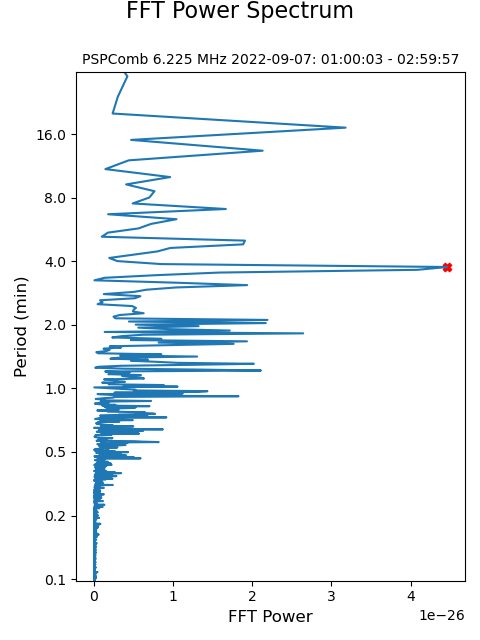 FFT Power Spectrum
PSPComb 6.225 MHz 2022-09-07: 01:00:03 - 02:59:57
16.0
8.0
4.0
2.0
1.0
0.5
0.2
0.1
Period (min)
0 1 2 3 4
1e−26
FFT Power